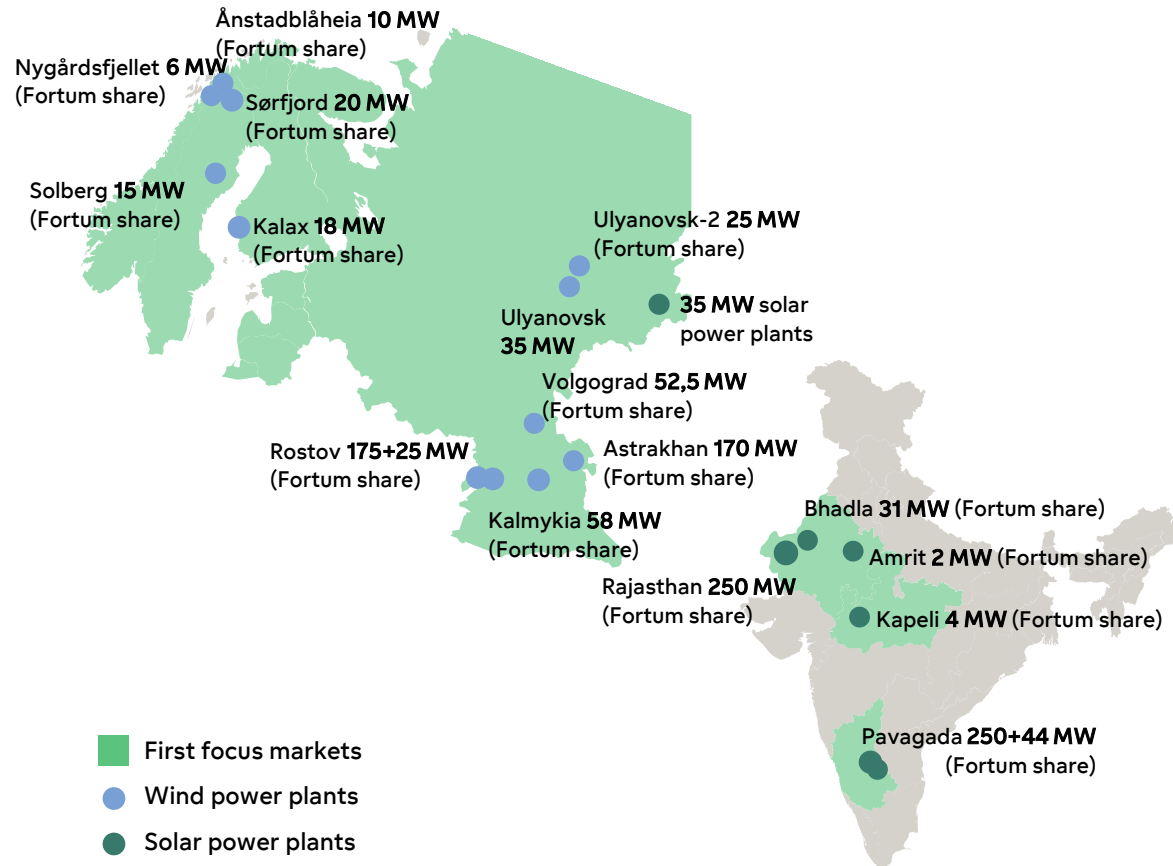 Ånstadblåheia 10 MW
(Fortum share)
Nygårdsfjellet 6 MW
(Fortum share)
Sørfjord 20 MW
(Fortum share)
Solberg 15 MW
(Fortum share)
Kalax 18 MW
(Fortum share)
Ulyanovsk-2 25 MW
(Fortum share)
35 MW solar
power plants
Ulyanovsk
35 MW
Volgograd 52,5 MW
(Fortum share)
Rostov 175+25 MW
(Fortum share)
Astrakhan 170 MW
(Fortum share)
Kalmykia 58 MW
(Fortum share)
Bhadla 31 MW (Fortum share)
Amrit 2 MW (Fortum share)
Rajasthan 250 MW
(Fortum share)
Kapeli 4 MW (Fortum share)
Pavagada 250+44 MW
(Fortum share)
First focus markets
Wind power plants
Solar power plants